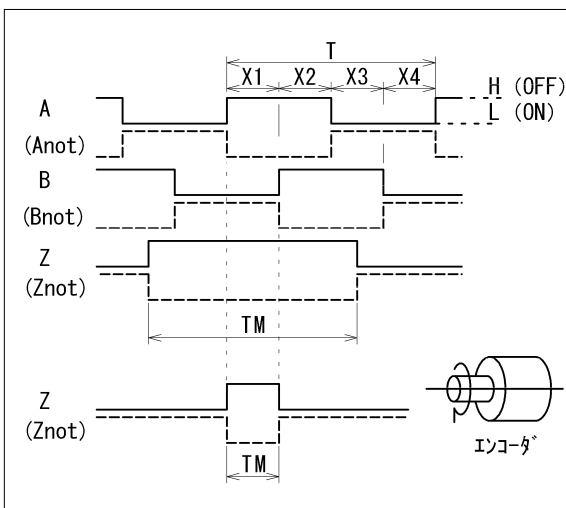 T
X1 X2 X3 X4
A
(Anot)
H (OFF)
L (ON)
B
(Bnot)
Z
(Znot)
TM
Z
(Znot)
TM
ｴﾝｺｰﾀﾞ